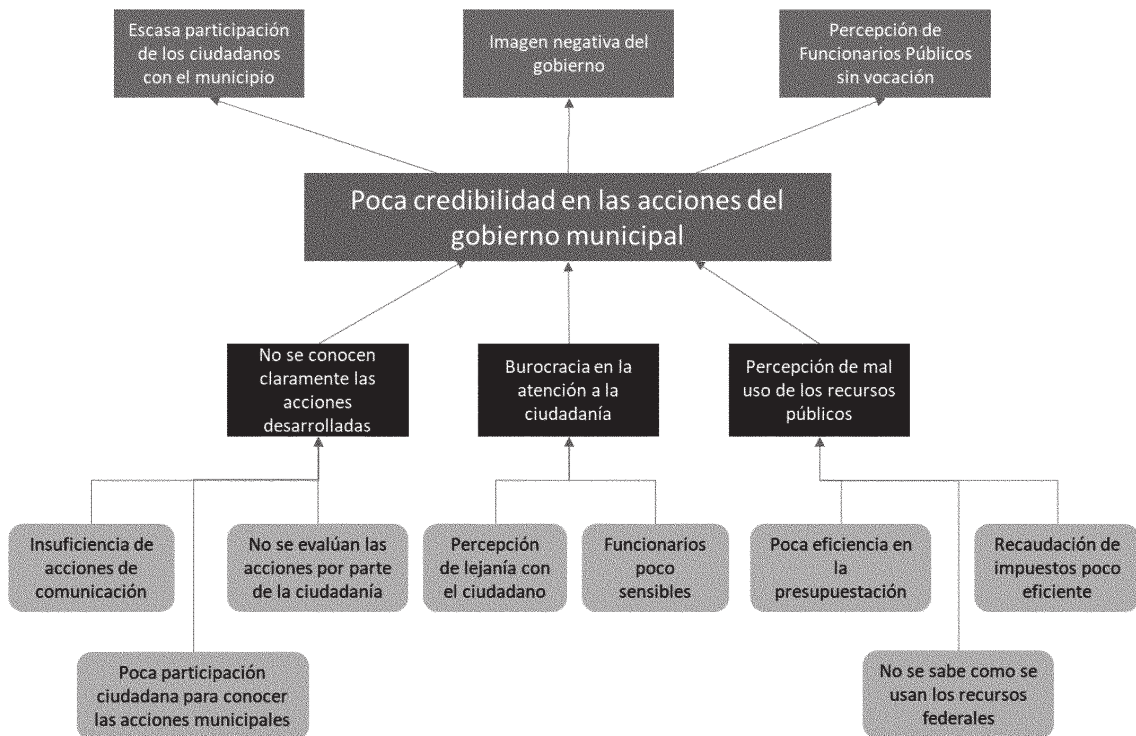 Escasa participación
de los ciudadanos
con el municipio
Imagen negativa del
gobierno
Percepción de
Funcionarios Públicos
sin vocación
Poca credibilidad en las acciones del
gobierno municipal
No se conocen
claramente las
acciones
desarrolladas
Burocracia en la
atención a la
ciudadanía
Percepción de mal
uso de los recursos
públicos
Insuficiencia de
acciones de
comunicación
No se evalúan las
acciones por parte
de la ciudadanía
Percepción
de lejanía con
el ciudadano
Funcionarios
poco
sensibles
Poca eficiencia en
la
presupuestación
Recaudación de
impuestos poco
eficiente
Poca participación
ciudadana para conocer
las acciones municipales
No se sabe como se
usan los recursos
federales